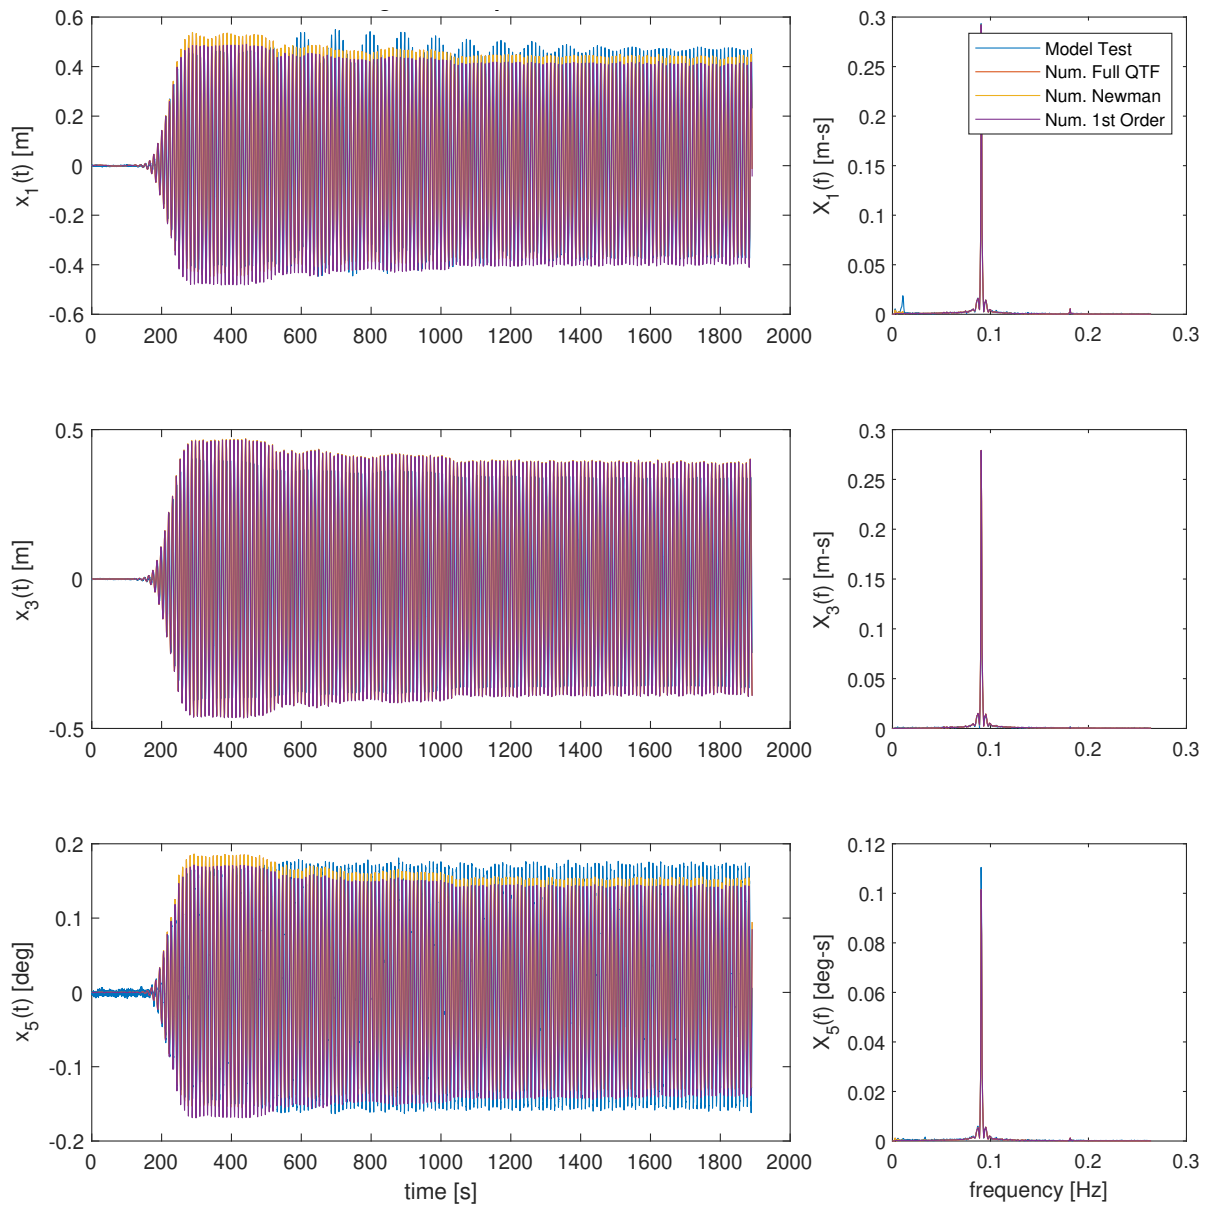 0.6
0.4
0.2
0
-0.2
-0.4
-0.6
x1(t) [m]
0 200 400 600 800 1000 1200 1400 1600 1800 2000
0.3
0.25
0.2
0.15
0.1
0.05
0
X1(f) [m-s]
Model Test
Num. Full QTF
Num. Newman
Num. 1st Order
0 0.1 0.2 0.3
0.5
0
-0.5
x3(t) [m]
0 200 400 600 800 1000 1200 1400 1600 1800 2000
0.3
0.25
0.2
0.15
0.1
0.05
0
X3(f) [m-s]
0 0.1 0.2 0.3
0.2
0.1
0
-0.1
-0.2
x5(t) [deg]
0 200 400 600 800 1000 1200 1400 1600 1800 2000
time [s]
0.12
0.1
0.08
0.06
0.04
0.02
0
X5(f) [deg-s]
0 0.1 0.2 0.3
frequency [Hz]